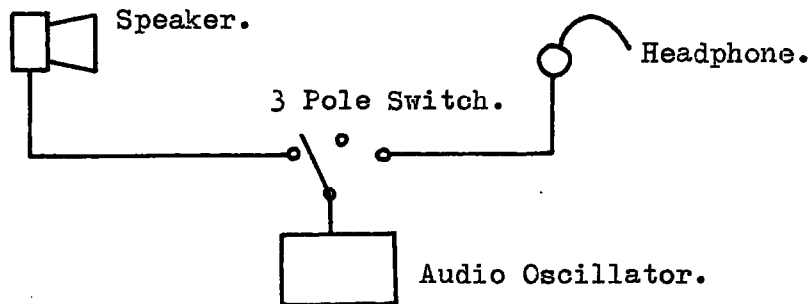 Speaker.
Headphone.
3 Pole Switch.
Audio Oscillator.